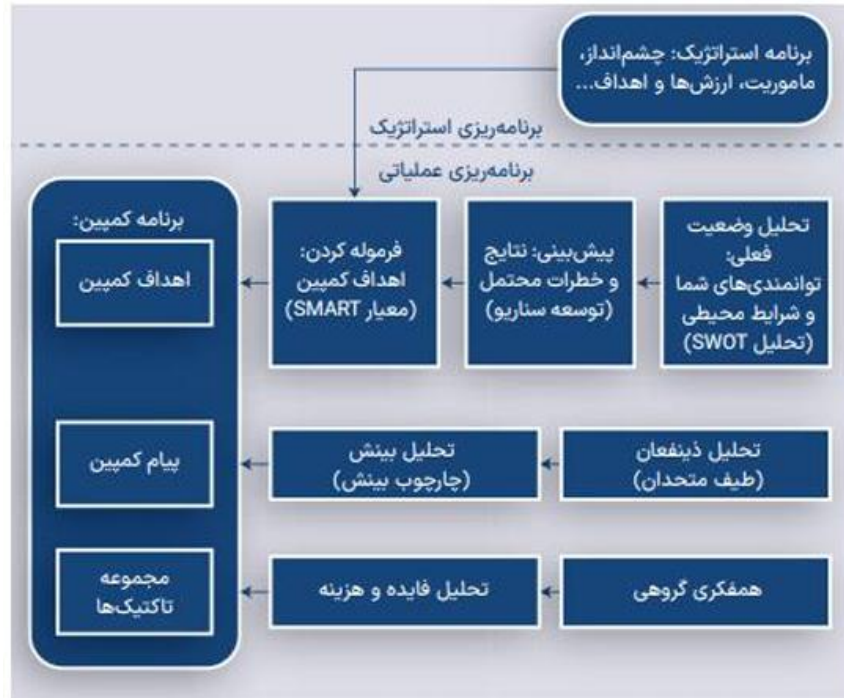 برنامه استراتژیک: چشم‌انداز،
ماموریت، ارزش‌ها و اهداف...
برنامه‌ریزی استراتژیک
برنامه‌ریزی عملیاتی
تحلیل وضعیت
فعلی:
توانمندی‌های شما
و شرایط محیطی
(تحلیل SWOT)
پیش‌بینی: نتایج
و خطرات محتمل
(توسعه سناریو)
فرموله کردن:
اهداف کمپین
(معیار SMART)
برنامه کمپین:
اهداف کمپین
تحلیل ذینفعان
(طیف متحدان)
تحلیل بینش
(چارچوب بینش)
پیام کمپین
همفکری گروهی
تحلیل فایده و هزینه
مجموعه
تاکتیک‌ها